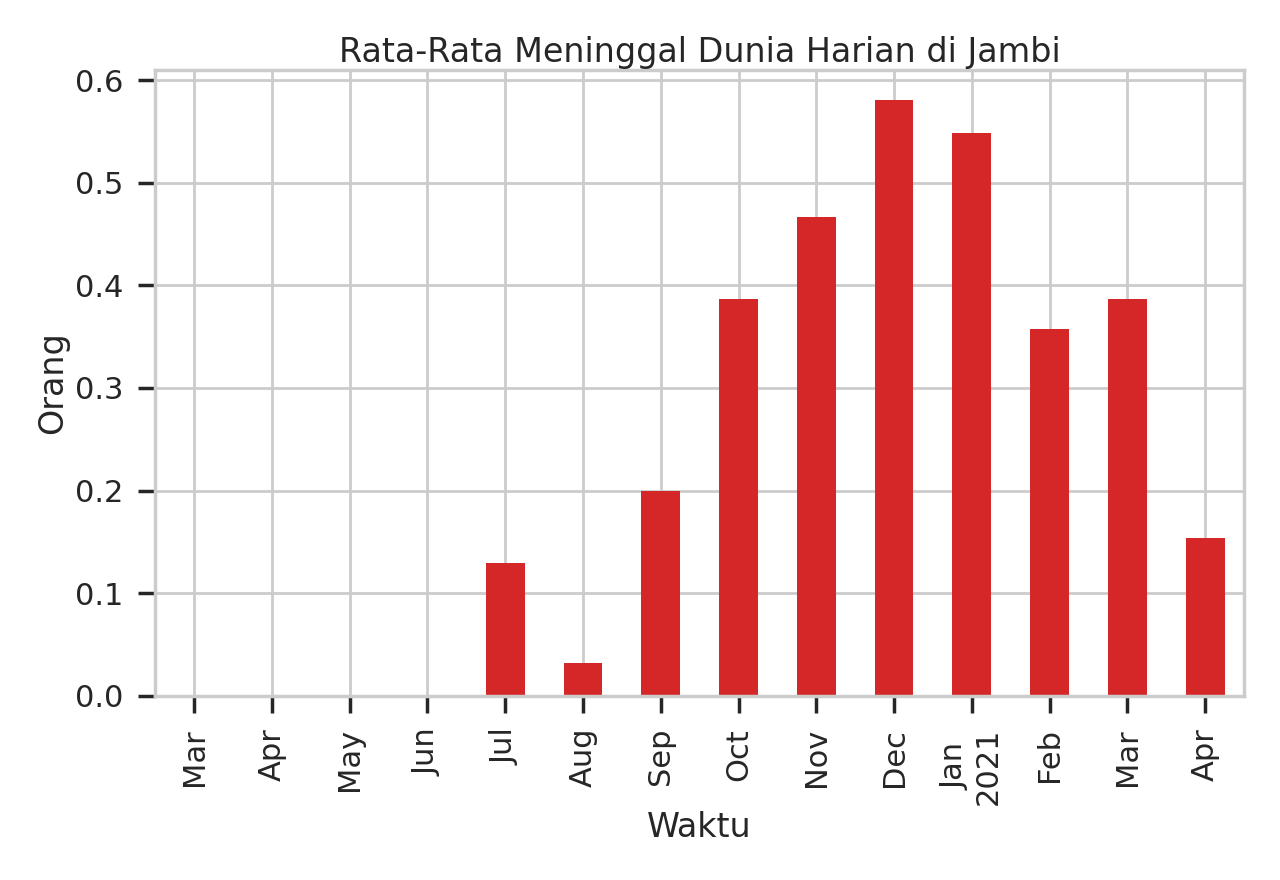 Rata-Rata Meninggal Dunia Harian di Jambi
0.6
0.5
0.4
0.3
0.2
0.1
0.0
Orang
Mar
Apr
May
Jun
Jul
Aug
Sep
Oct
Nov
Dec
Jan
2021
Feb
Mar
Apr
Waktu